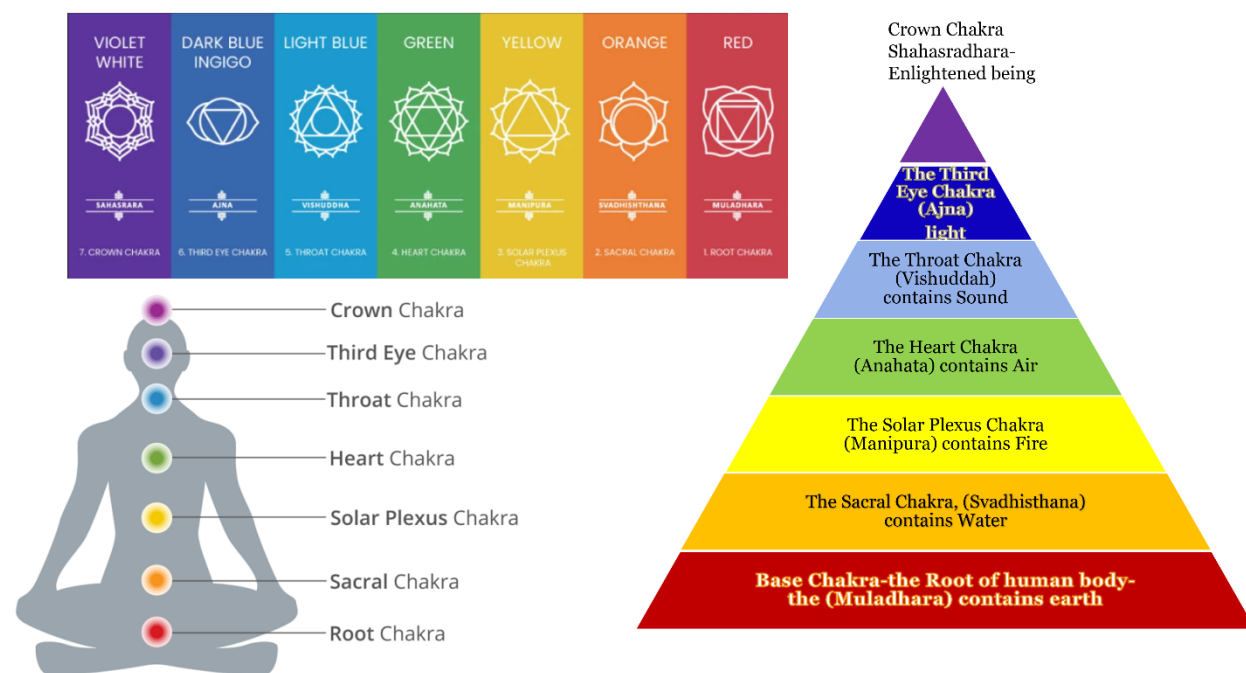 VIOLET
WHITE
SAHASRARA
7. CROWN CHAKRA
DARK BLUE
INGIGO
AJNA
6. THIRD EYE CHAKRA
LIGHT BLUE
VISHUDDHA
5. THROAT CHAKRA
GREEN
ANAHATA
4. HEART CHAKRA
YELLOW
MANIPURA
3. SOLAR PLEXUS
CHAKRA
ORANGE
SVADHISHTHANA
2. SACRAL CHAKRA
RED
MULADHARA
1. ROOT CHAKRA
Crown Chakra
Third Eye Chakra
Throat Chakra
Heart Chakra
Solar Plexus Chakra
Sacral Chakra
Root Chakra
Crown Chakra
Shahasradhara-
Enlightened being
The Third
Eye Chakra
(Ajna)
light
The Throat Chakra
(Vishuddah)
contains Sound
The Heart Chakra
(Anahata) contains Air
The Solar Plexus Chakra
(Manipura) contains Fire
The Sacral Chakra, (Svadhisthana)
contains Water
Base Chakra-the Root of human body-
the (Muladhara) contains earth